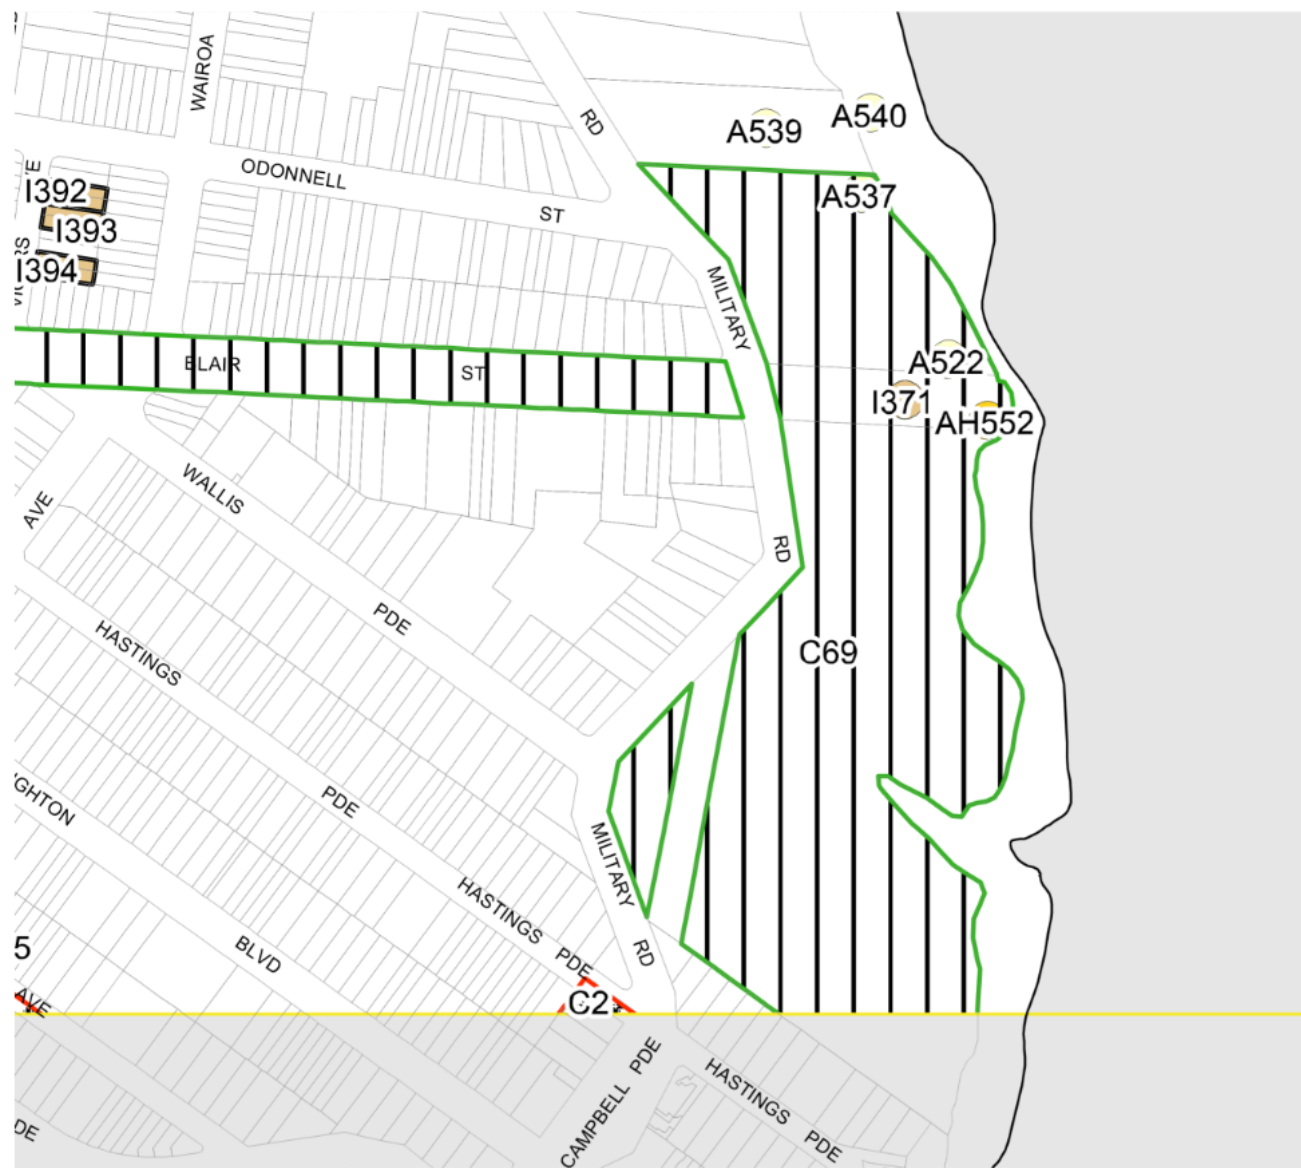 WAIROA
RD
A539
A540
ODONNELL
ST
I392
I393
I394
A537
MILITARY
BLAIR
ST
A522
I371
AH552
WALLIS
AVE
RD
PDE
HASTINGS
C69
PDE
MILITARY
HASTINGS
PDE
RD
BLVD
5
AVE
C2
CAMPBELL PDE
HASTINGS
PDE